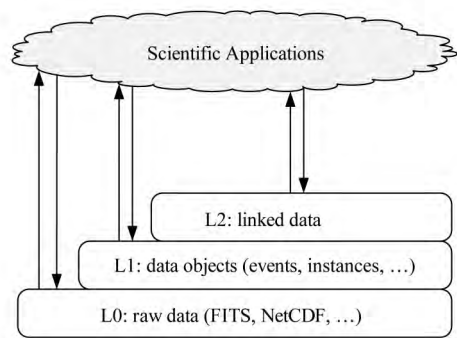 Scientific Applications
L2: linked data
L1: data objects (events, instances, …)
L0: raw data (FITS, NetCDF, …)